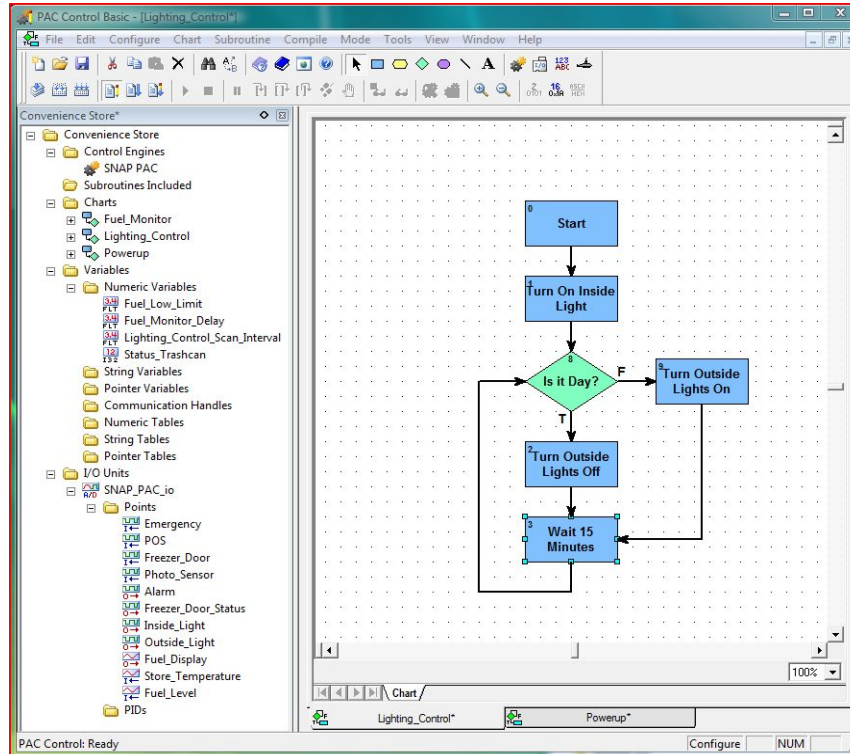 PAC Control Basic - [Lighting_Control*]
File Edit Configure Chart Subroutine Compile Mode Tools View Window Help
Convenience Store*
Convenience Store
Control Engines
SNAP PAC
Subroutines Included
Charts
Fuel_Monitor
Lighting_Control
Powerup
Variables
Numeric Variables
Fuel_Low_Limit
Fuel_Monitor_Delay
Lighting_Control_Scan_Interval
Status_Trashcan
String Variables
Pointer Variables
Communication Handles
Numeric Tables
String Tables
Pointer Tables
I/O Units
SNAP_PAC_io
Points
Emergency
POS
Freezer_Door
Photo_Sensor
Alarm
Freezer_Door_Status
Inside_Light
Outside_Light
Fuel_Display
Store_Temperature
Fuel_Level
PIDs
0
Start
1
Turn On Inside
Light
8
Is it Day?
F
T
9
Turn Outside
Lights On
2
Turn Outside
Lights Off
3
Wait 15
Minutes
100%
Chart
Lighting_Control*
Powerup*
PAC Control: Ready
Configure
NUM